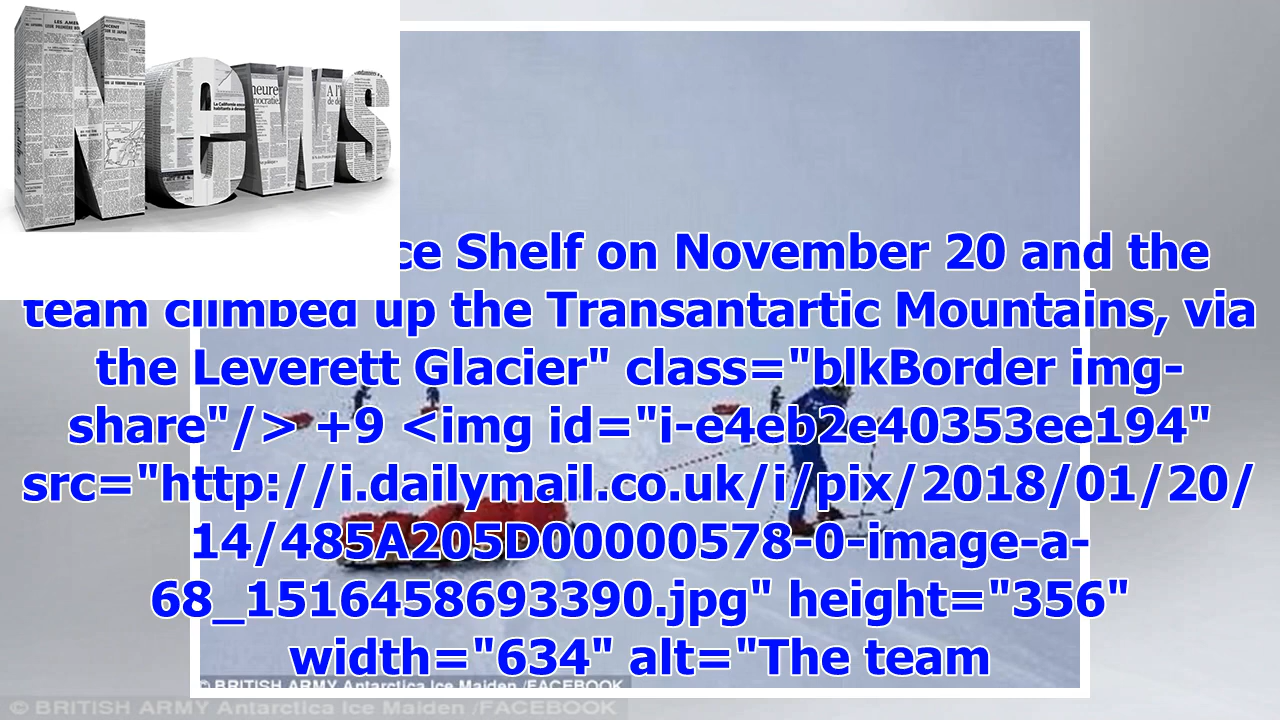 News
ce Shelf on November 20 and the
team climbed up the Transantartic Mountains, via
the Leverett Glacier" class="blkBorder img-
share"/> +9 <img id="i-e4eb2e40353ee194"
src="http://i.dailymail.co.uk/i/pix/2018/01/20/
14/485A205D00000578-0-image-a-
68_1516458693390.jpg" height="356"
width="634" alt="The team
© BRITISH ARMY Antarctica Ice Maiden /FACEBOOK
© BRITISH ARMY Antarctica Ice Maiden /FACEBOOK